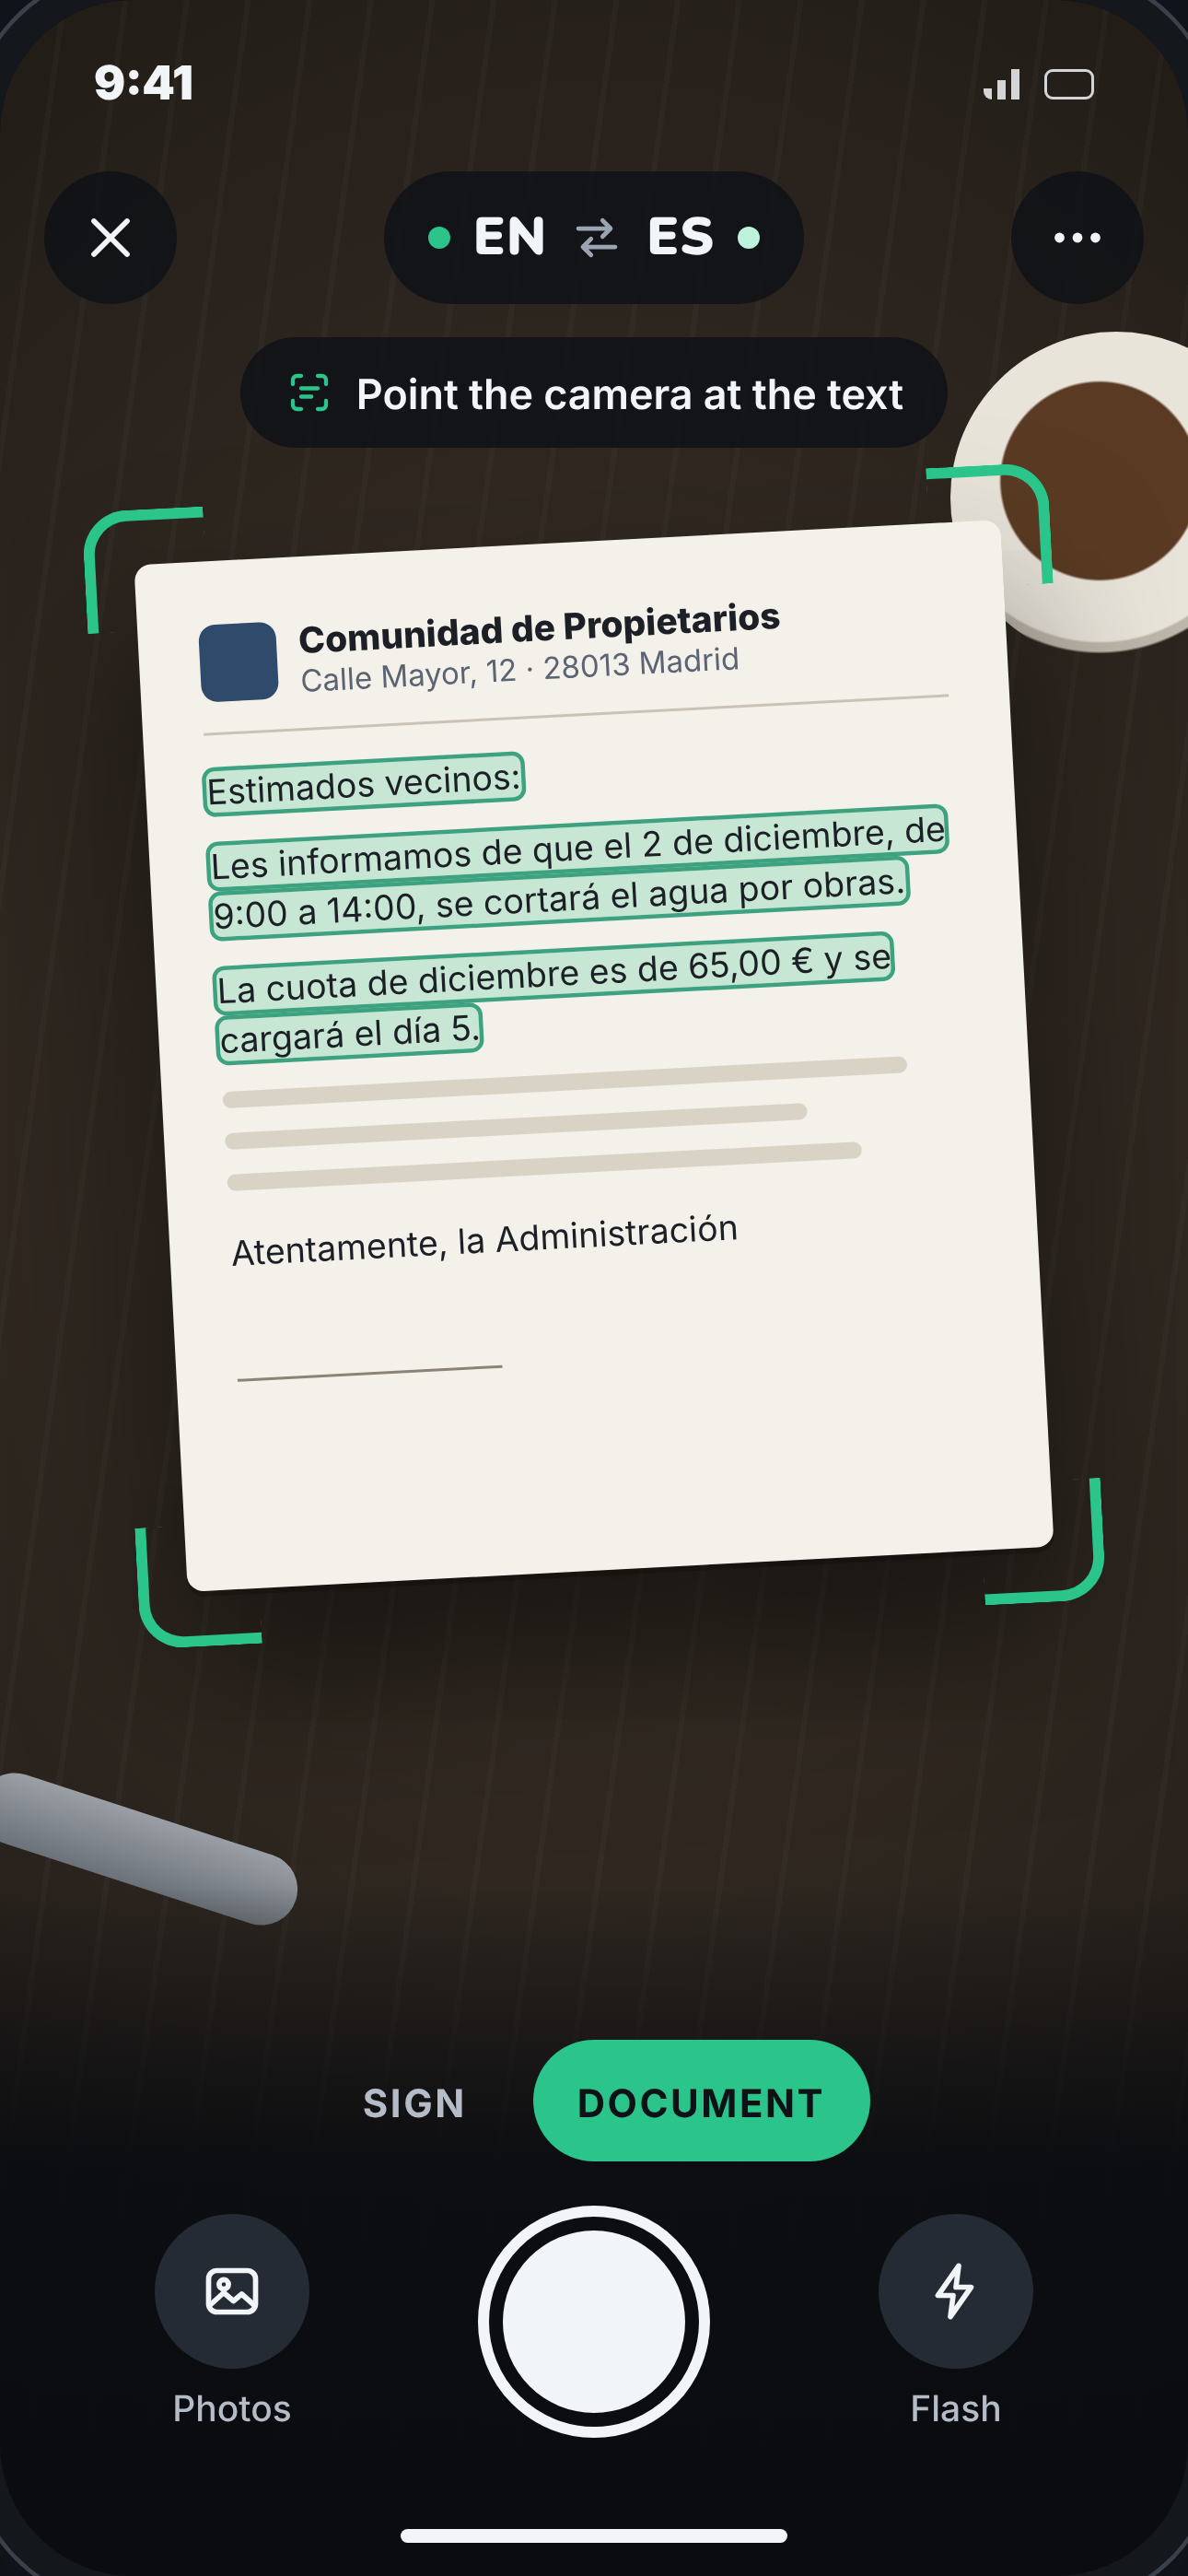 9:41
EN ES
Point the camera at the text
Comunidad de Propietarios
Calle Mayor, 12 · 28013 Madrid
Estimados vecinos:
Les informamos de que el 2 de diciembre, de
9:00 a 14:00, se cortará el agua por obras.
La cuota de diciembre es de 65,00 € y se
cargará el día 5.
Atentamente, la Administración
SIGN DOCUMENT
Photos Flash